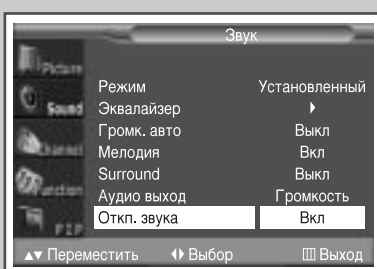 Звук
Picture
Sound
Channel
Function
PIP
Режим Установленный
Эквалайзер
Громк. авто Выкл
Мелодия Вкл
Surround Выкл
Аудио выход Громкость
Откл. звука Вкл
Переместить Выбор Выход